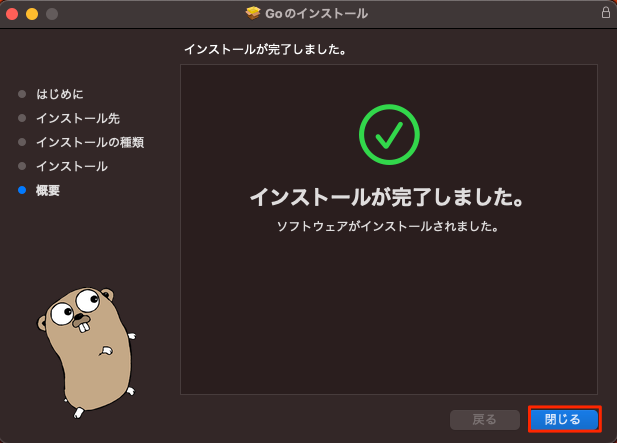 Goのインストール
インストールが完了しました。
はじめに
インストール先
インストールの種類
インストール
概要
インストールが完了しました。
ソフトウェアがインストールされました。
戻る
閉じる